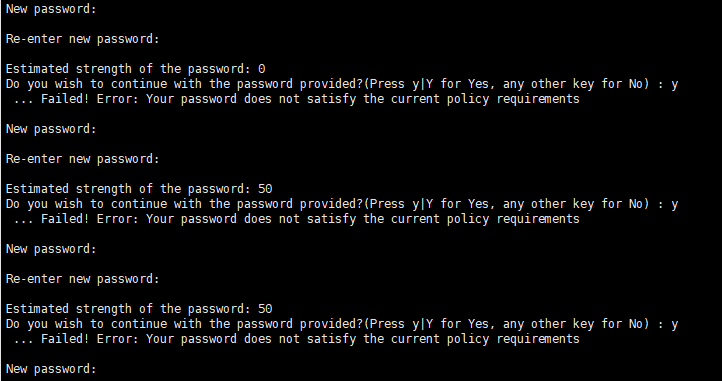 New password:
Re-enter new password:
Estimated strength of the password: 0
Do you wish to continue with the password provided?(Press y|Y for Yes, any other key for No) : y
 ... Failed! Error: Your password does not satisfy the current policy requirements
New password:
Re-enter new password:
Estimated strength of the password: 50
Do you wish to continue with the password provided?(Press y|Y for Yes, any other key for No) : y
 ... Failed! Error: Your password does not satisfy the current policy requirements
New password:
Re-enter new password:
Estimated strength of the password: 50
Do you wish to continue with the password provided?(Press y|Y for Yes, any other key for No) : y
 ... Failed! Error: Your password does not satisfy the current policy requirements
New password: